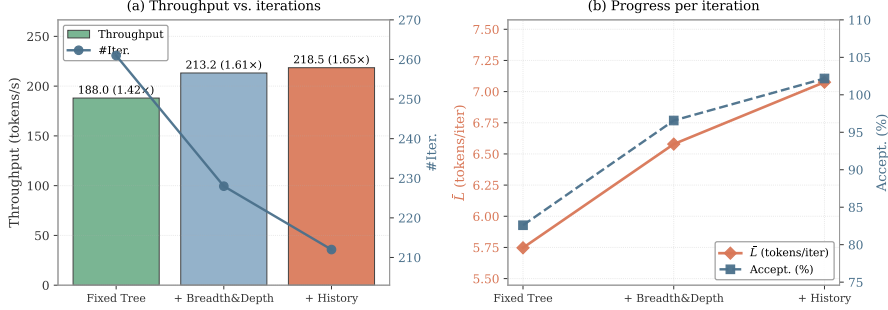 (a) Throughput vs. iterations
Throughput
#Iter.
188.0 (1.42×)
213.2 (1.61×)
218.5 (1.65×)
Throughput (tokens/s)
250
200
150
100
50
0
270
260
250
240
230
220
210
#Iter.
Fixed Tree
+ Breadth&Depth
+ History
(b) Progress per iteration
L̄ (tokens/iter)
7.50
7.25
7.00
6.75
6.50
6.25
6.00
5.75
5.50
110
105
100
95
90
85
80
75
Accept. (%)
L̄ (tokens/iter)
Accept. (%)
Fixed Tree
+ Breadth&Depth
+ History